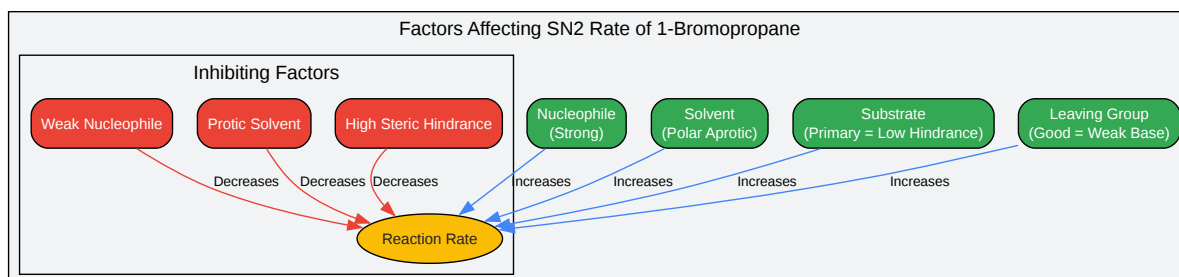 Factors Affecting SN2 Rate of 1-Bromopropane
Inhibiting Factors
Weak Nucleophile
Protic Solvent
High Steric Hindrance
Nucleophile
(Strong)
Solvent
(Polar Aprotic)
Substrate
(Primary = Low Hindrance)
Leaving Group
(Good = Weak Base)
Decreases
Decreases
Decreases
Increases
Increases
Increases
Increases
Reaction Rate